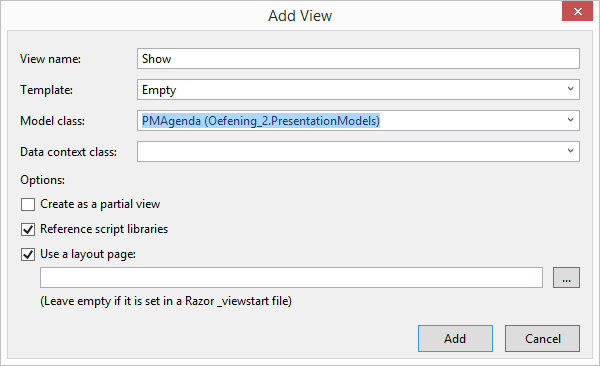 Add View
View name: Show
Template: Empty
Model class: PMAgenda (Oefening_2.PresentationModels)
Data context class:
Options:
Create as a partial view
Reference script libraries
Use a layout page:
...
(Leave empty if it is set in a Razor _viewstart file)
Add Cancel